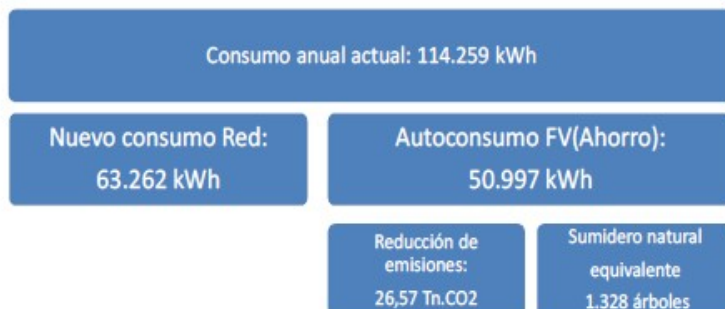 Consumo anual actual: 114.259 kWh
Nuevo consumo Red:
63.262 kWh
Autoconsumo FV(Ahorro):
50.997 kWh
Reducción de
emisiones:
26,57 Tn.CO2
Sumidero natural
equivalente
1.328 árboles